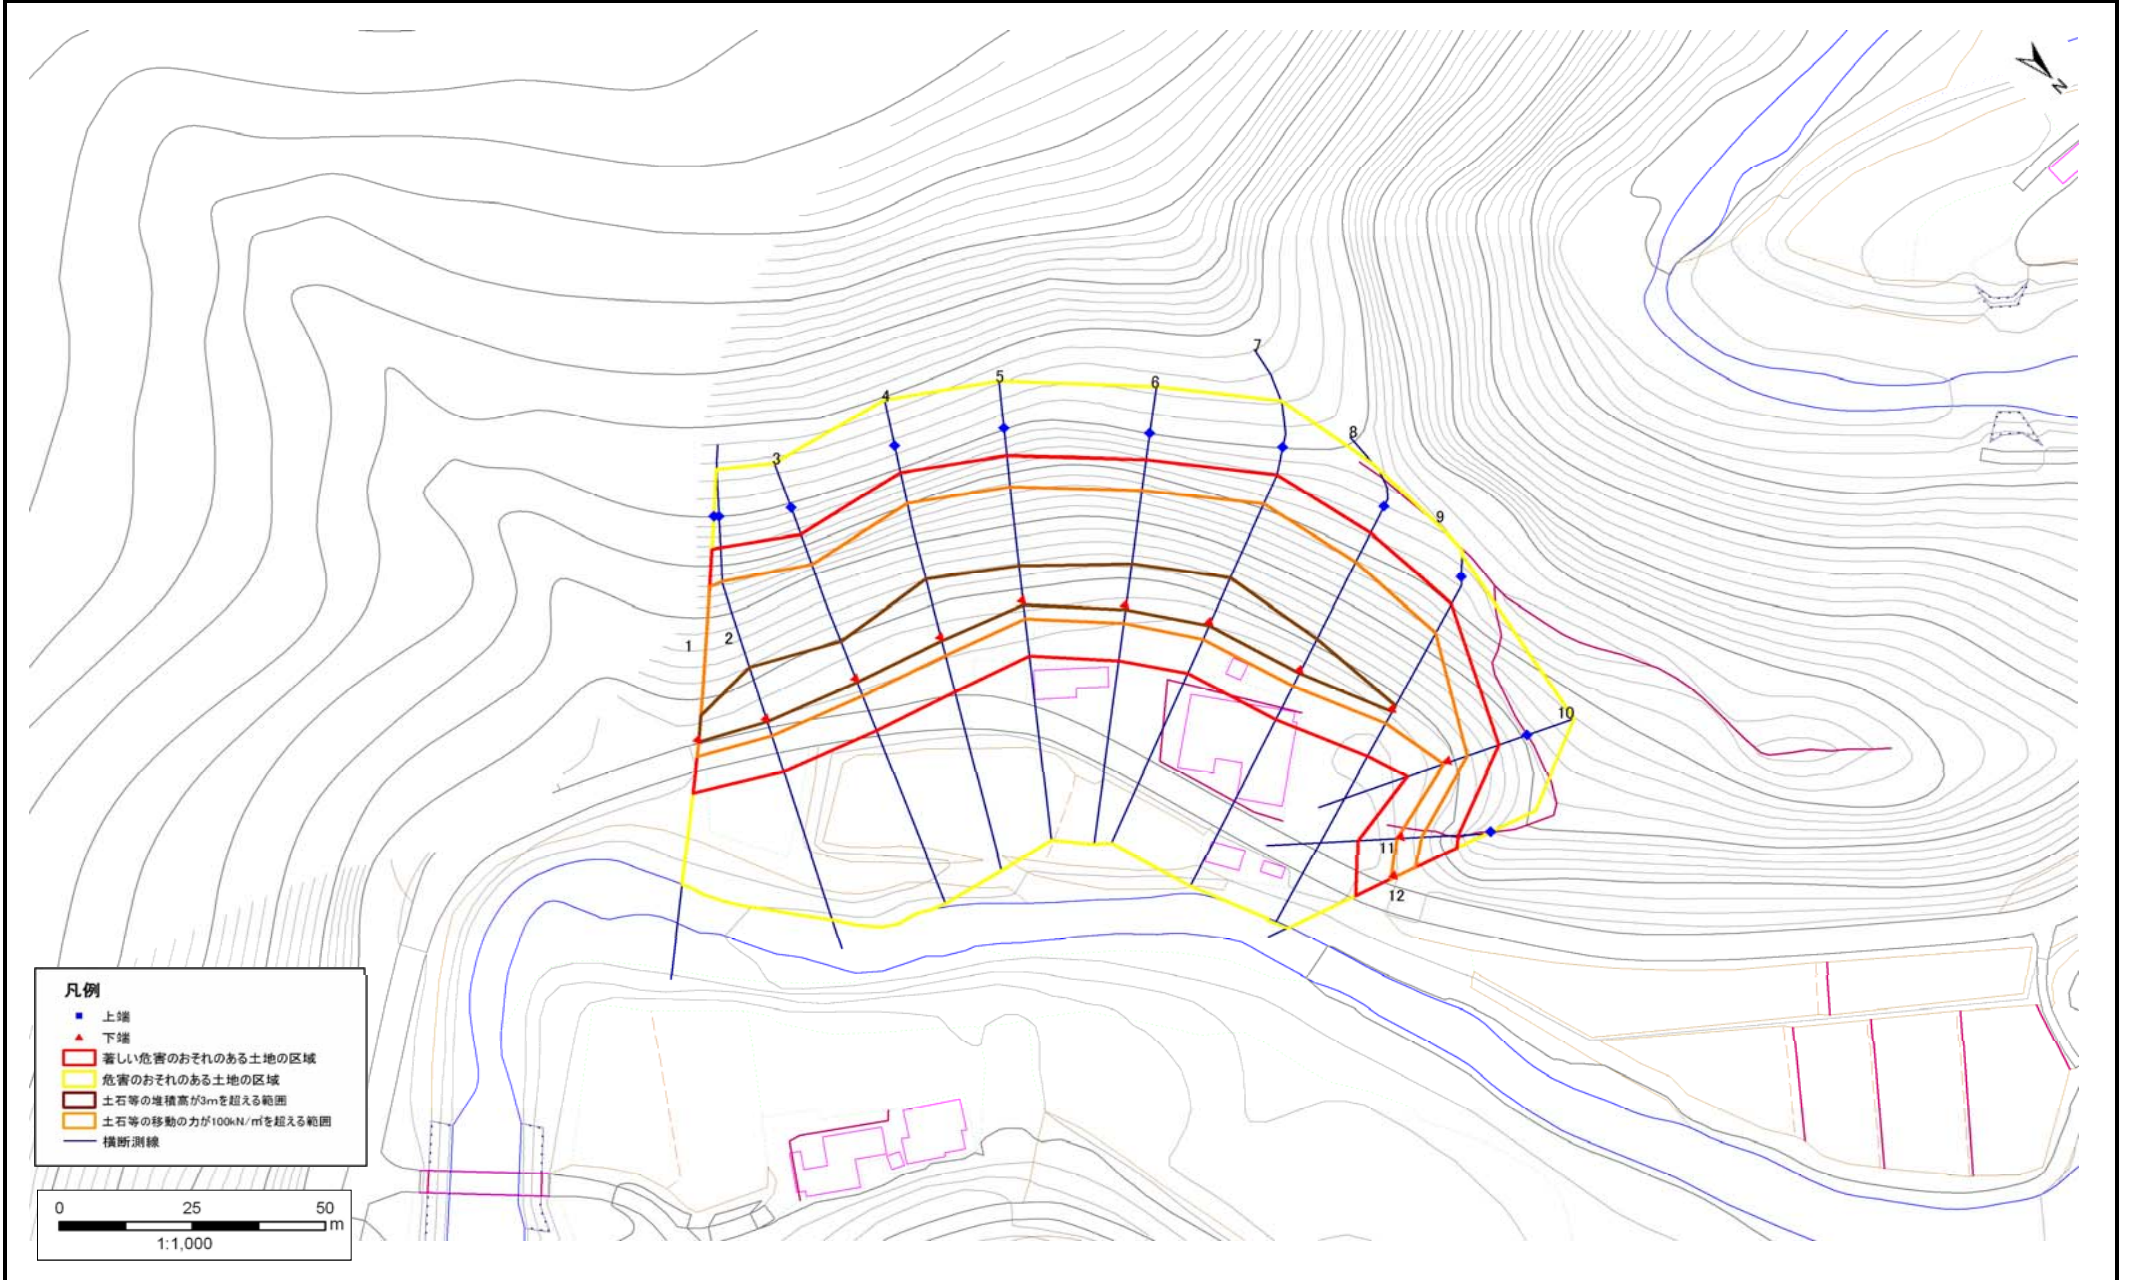 N
7
5
6
4
8
3
9
1
2
10
11
12
凡例
上端
下端
著しい危害のおそれのある土地の区域
危害のおそれのある土地の区域
土石等の堆積高が3mを超える範囲
土石等の移動の力が100kN/㎡を超える範囲
横断測線
0 25 50
m
1:1,000